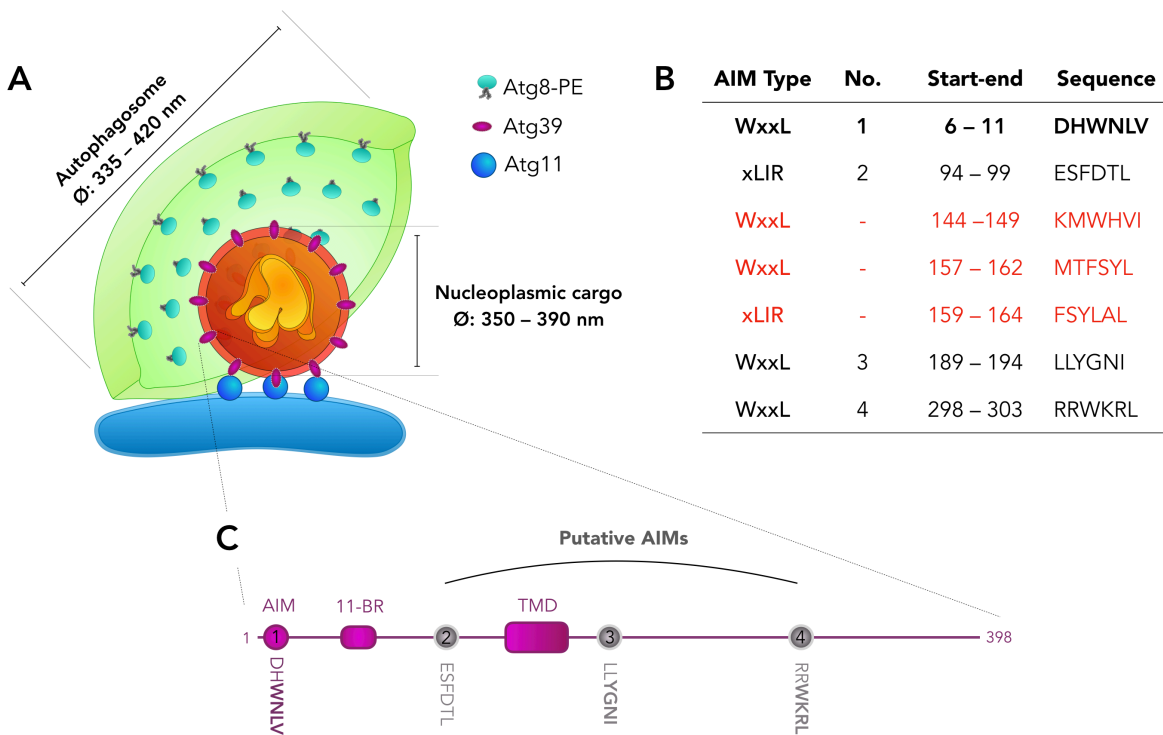 A
Autophagosome
Ø: 335 – 420 nm
Atg8-PE
Atg39
Atg11
Nucleoplasmic cargo
Ø: 350 – 390 nm
B
AIM Type No. Start-end Sequence
WxxL 1 6 – 11 DHWNLV
xLIR 2 94 – 99 ESFDTL
WxxL - 144 –149 KMWHVI
WxxL - 157 – 162 MTFSYL
xLIR - 159 – 164 FSYLAL
WxxL 3 189 – 194 LLYGNI
WxxL 4 298 – 303 RRWKRL
C
Putative AIMs
AIM 11-BR TMD
1 1 2 3 4 398
DHWNLV ESFDTL LLYGNI RRWKRL